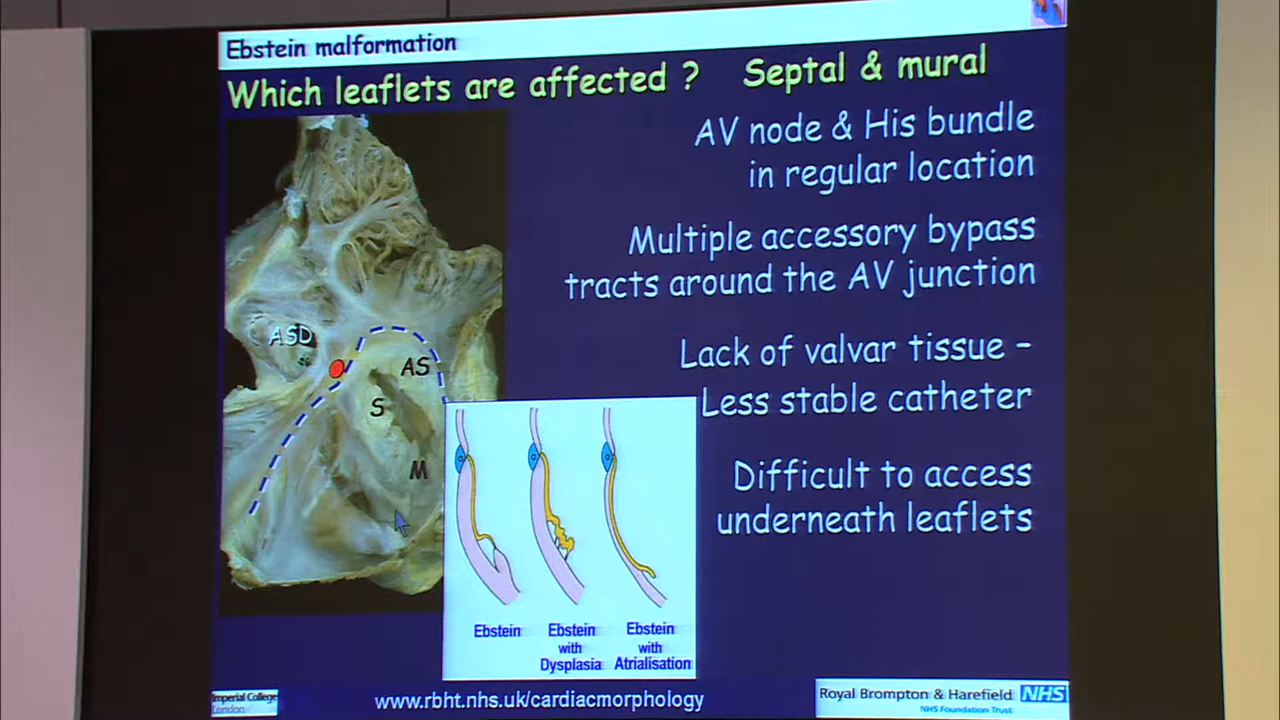 Ebstein malformation
Which leaflets are affected ? Septal & mural
AV node & His bundle
in regular location
Multiple accessory bypass
tracts around the AV junction
Lack of valvar tissue –
Less stable catheter
Difficult to access
underneath leaflets
ASD
AS
S
M
Ebstein
Ebstein
with
Dysplasia
Ebstein
with
Atrialisation
Imperial College
London
www.rbht.nhs.uk/cardiacmorphology
Royal Brompton & Harefield NHS
NHS Foundation Trust